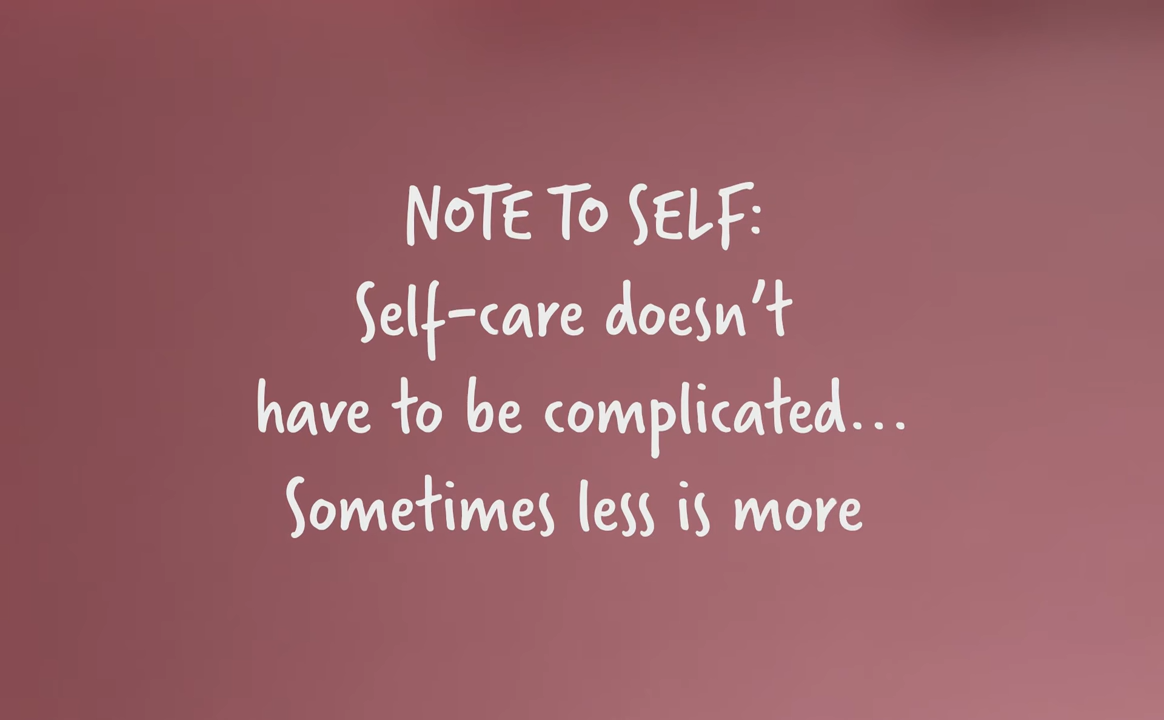 NOTE TO SELF:
Self-care doesn't
have to be complicated...
Sometimes less is more